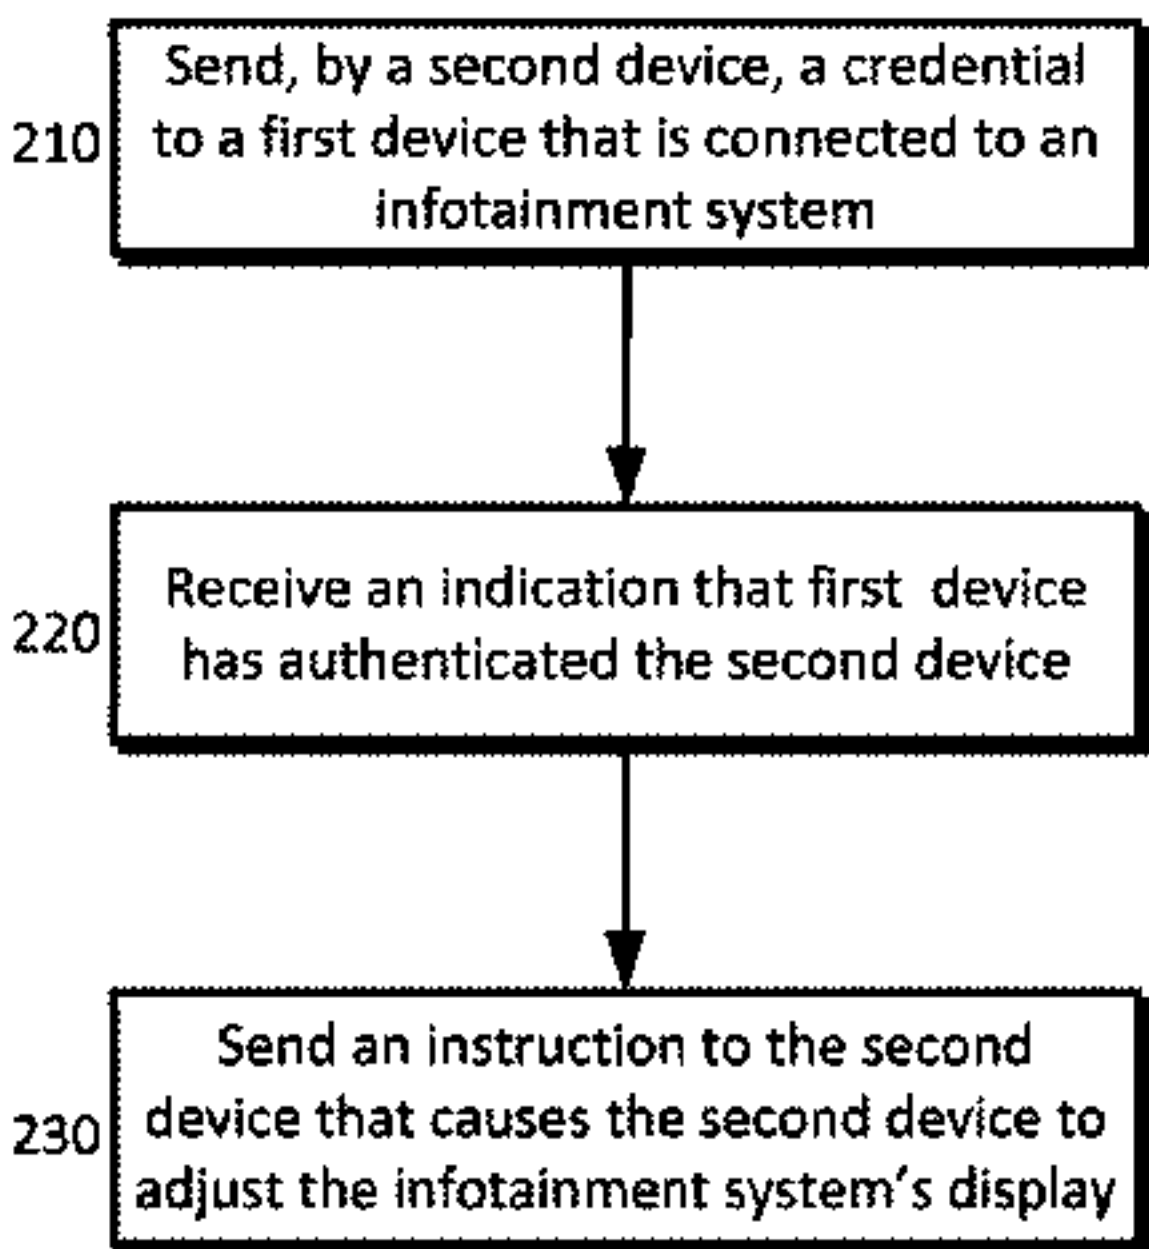 Send, by a second device, a credential
210
to a first device that is connected to an
infotainment system
Receive an indication that first device
220
has authenticated the second device
Send an instruction to the second
230
device that causes the second device to
adjust the infotainment system's display